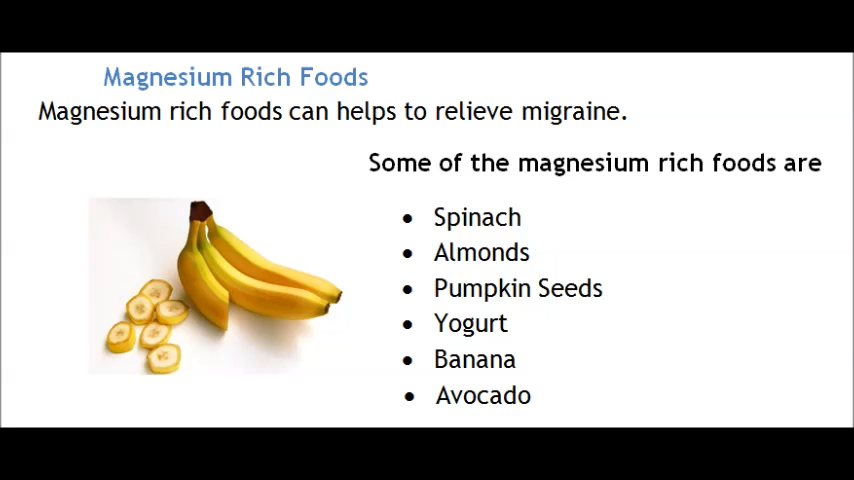 Magnesium Rich Foods
Magnesium rich foods can helps to relieve migraine.
Some of the magnesium rich foods are
• Spinach
• Almonds
• Pumpkin Seeds
• Yogurt
• Banana
• Avocado